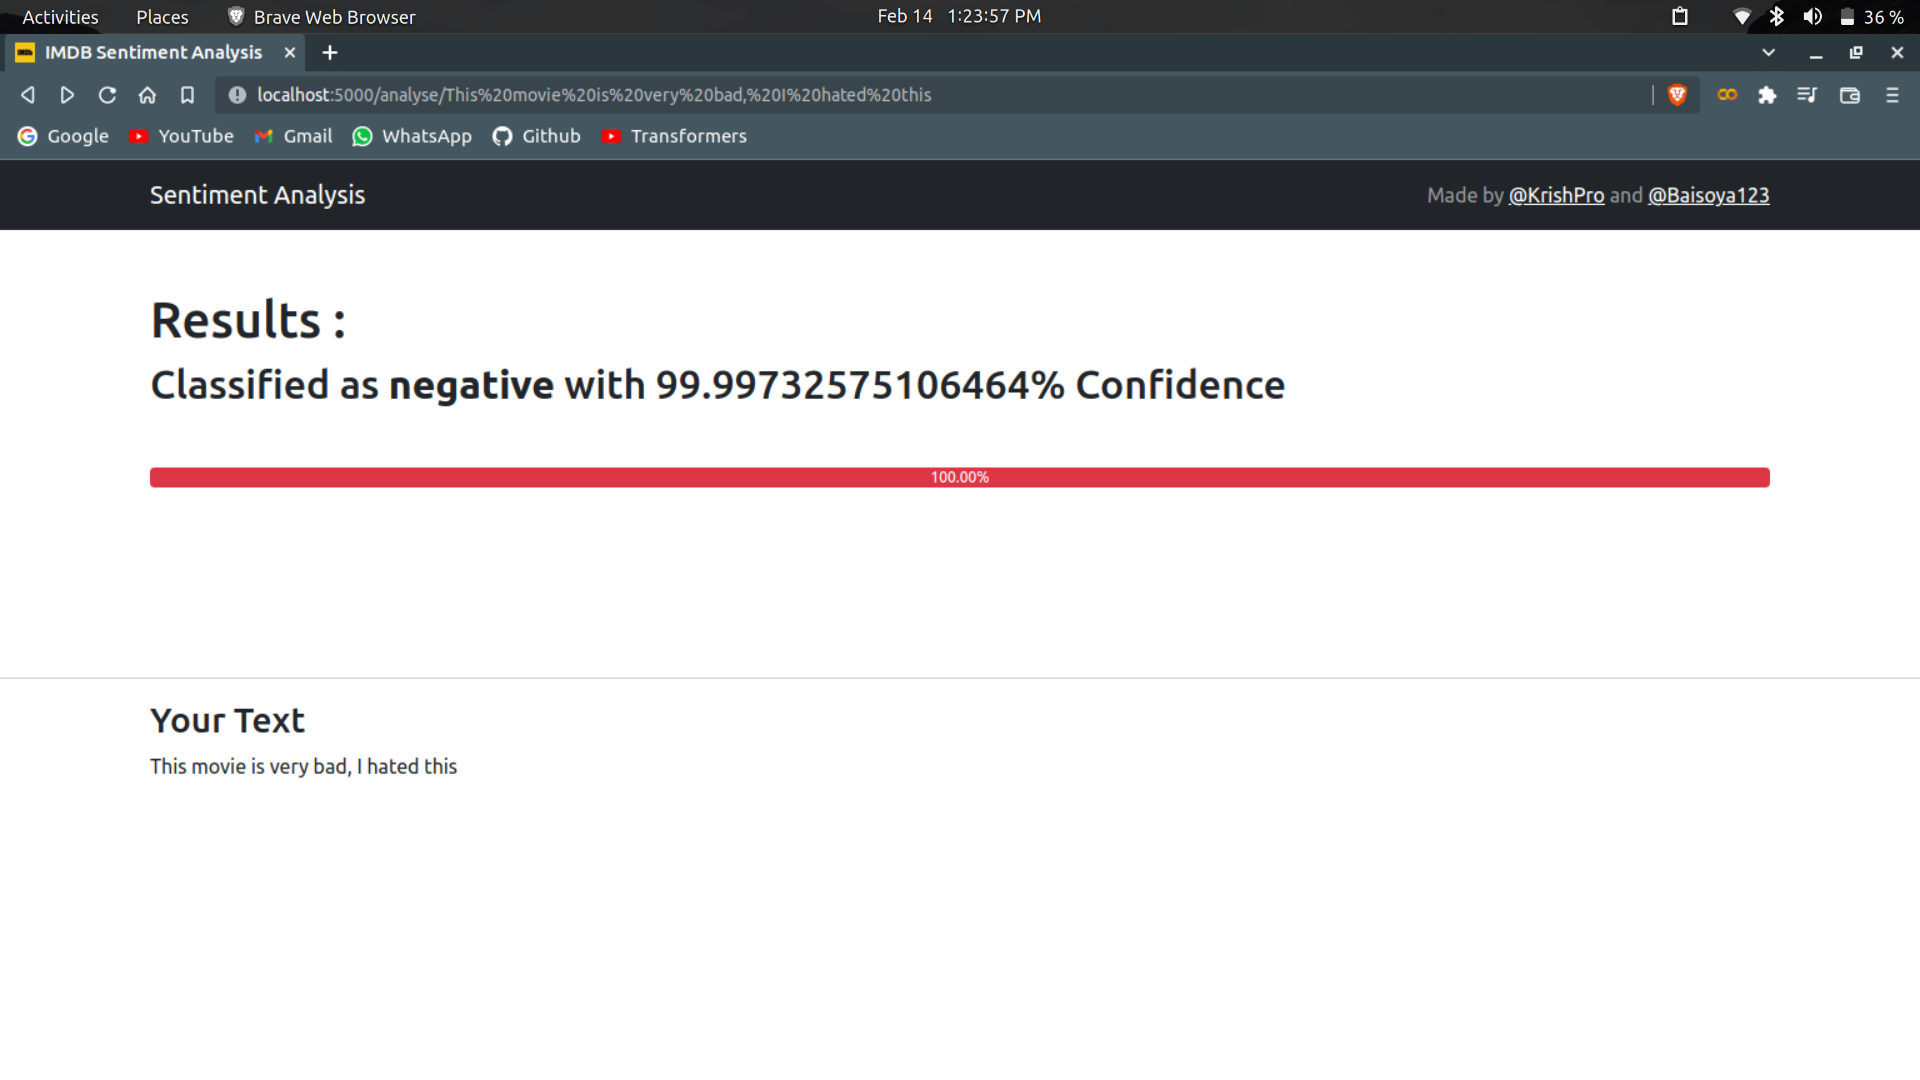 Activities Places Brave Web Browser Feb 14 1:23:57 PM 36 %
IMDB Sentiment Analysis
localhost:5000/analyse/This%20movie%20is%20very%20bad,%20I%20hated%20this
Google YouTube Gmail WhatsApp Github Transformers
Sentiment Analysis Made by @KrishPro and @Baisoya123
Results :
Classified as negative with 99.99732575106464% Confidence
100.00%
Your Text
This movie is very bad, I hated this